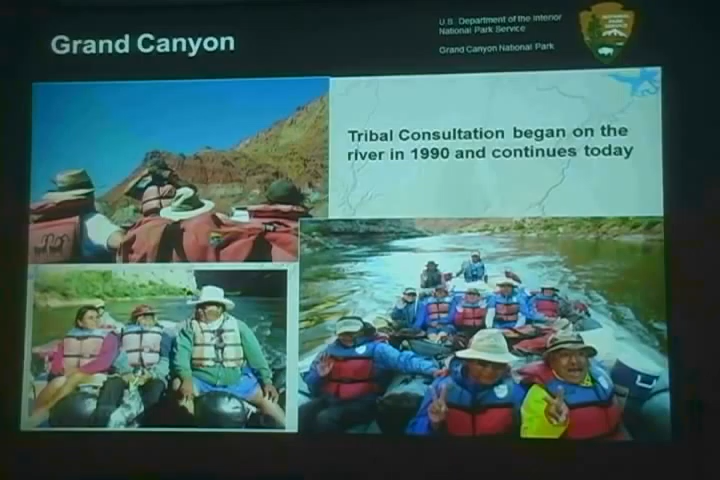 Grand Canyon
U.S. Department of the Interior
National Park Service
Grand Canyon National Park
Tribal Consultation began on the
river in 1990 and continues today